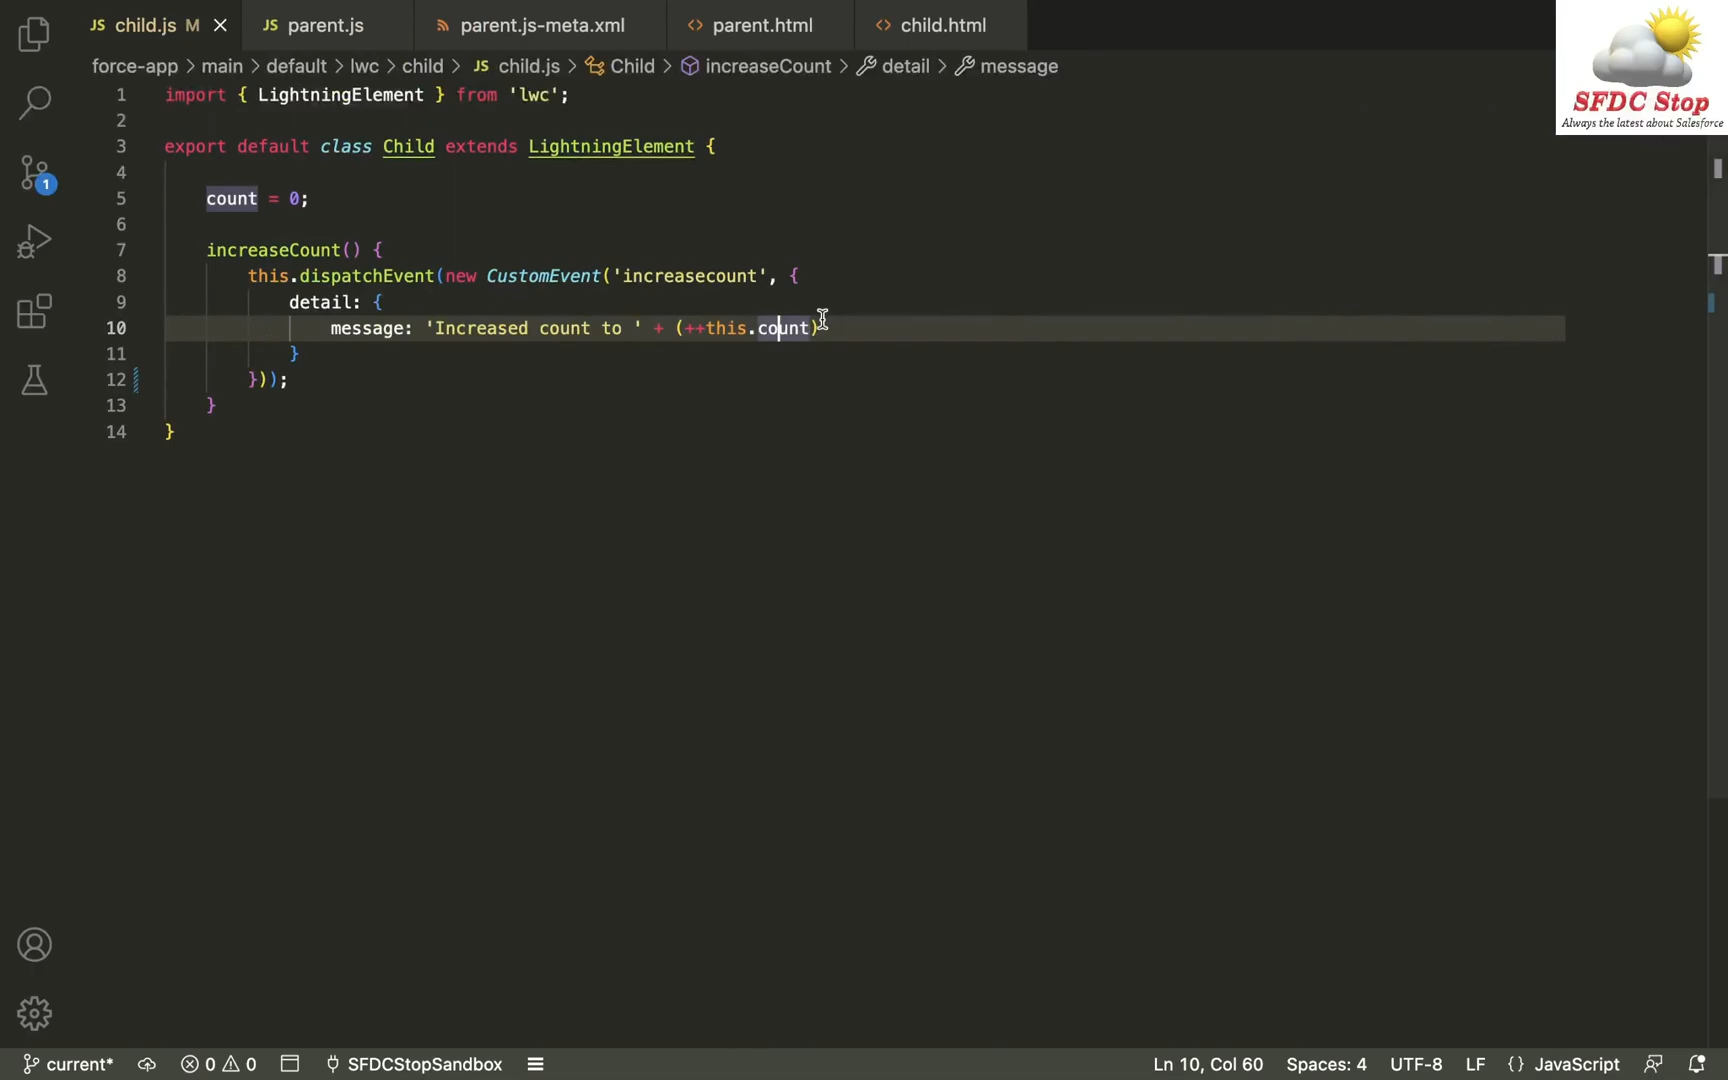 JS child.js M
JS parent.js
parent.js-meta.xml
<> parent.html
<> child.html
SFDC Stop
Always the latest about Salesforce
force-app > main > default > lwc > child > JS child.js > Child > increaseCount > detail > message
1 import { LightningElement } from 'lwc';
2
3 export default class Child extends LightningElement {
4
5 count = 0;
6
7 increaseCount() {
8 this.dispatchEvent(new CustomEvent('increasecount', {
9 detail: {
10 message: 'Increased count to ' + (++this.count)
11 }
12 }));
13 }
14 }
1
current* 0 0 SFDCStopSandbox Ln 10, Col 60 Spaces: 4 UTF-8 LF {} JavaScript